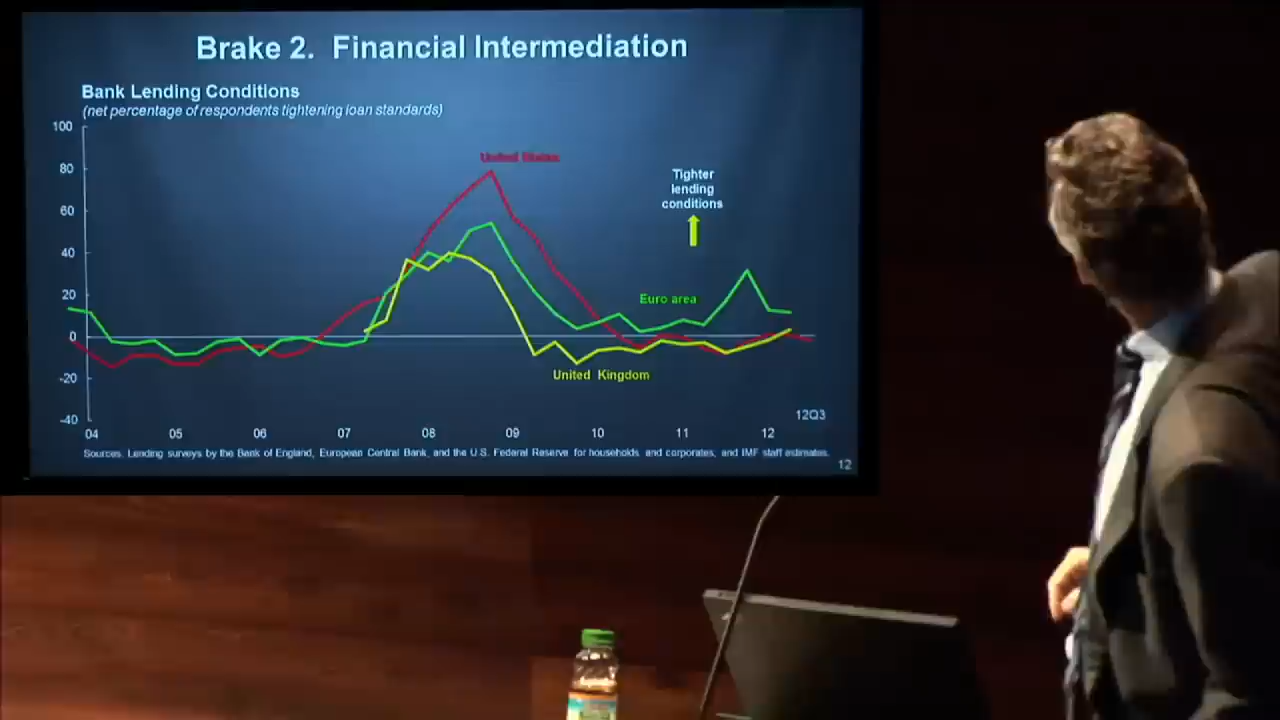 Brake 2. Financial Intermediation
Bank Lending Conditions
(net percentage of respondents tightening loan standards)
100
80
60
40
20
0
-20
-40
United States
Tighter
lending
conditions
Euro area
United Kingdom
12Q3
04 05 06 07 08 09 10 11 12
Sources: Lending surveys by the Bank of England, European Central Bank, and the U.S. Federal Reserve for households and corporates; and IMF staff estimates.
12